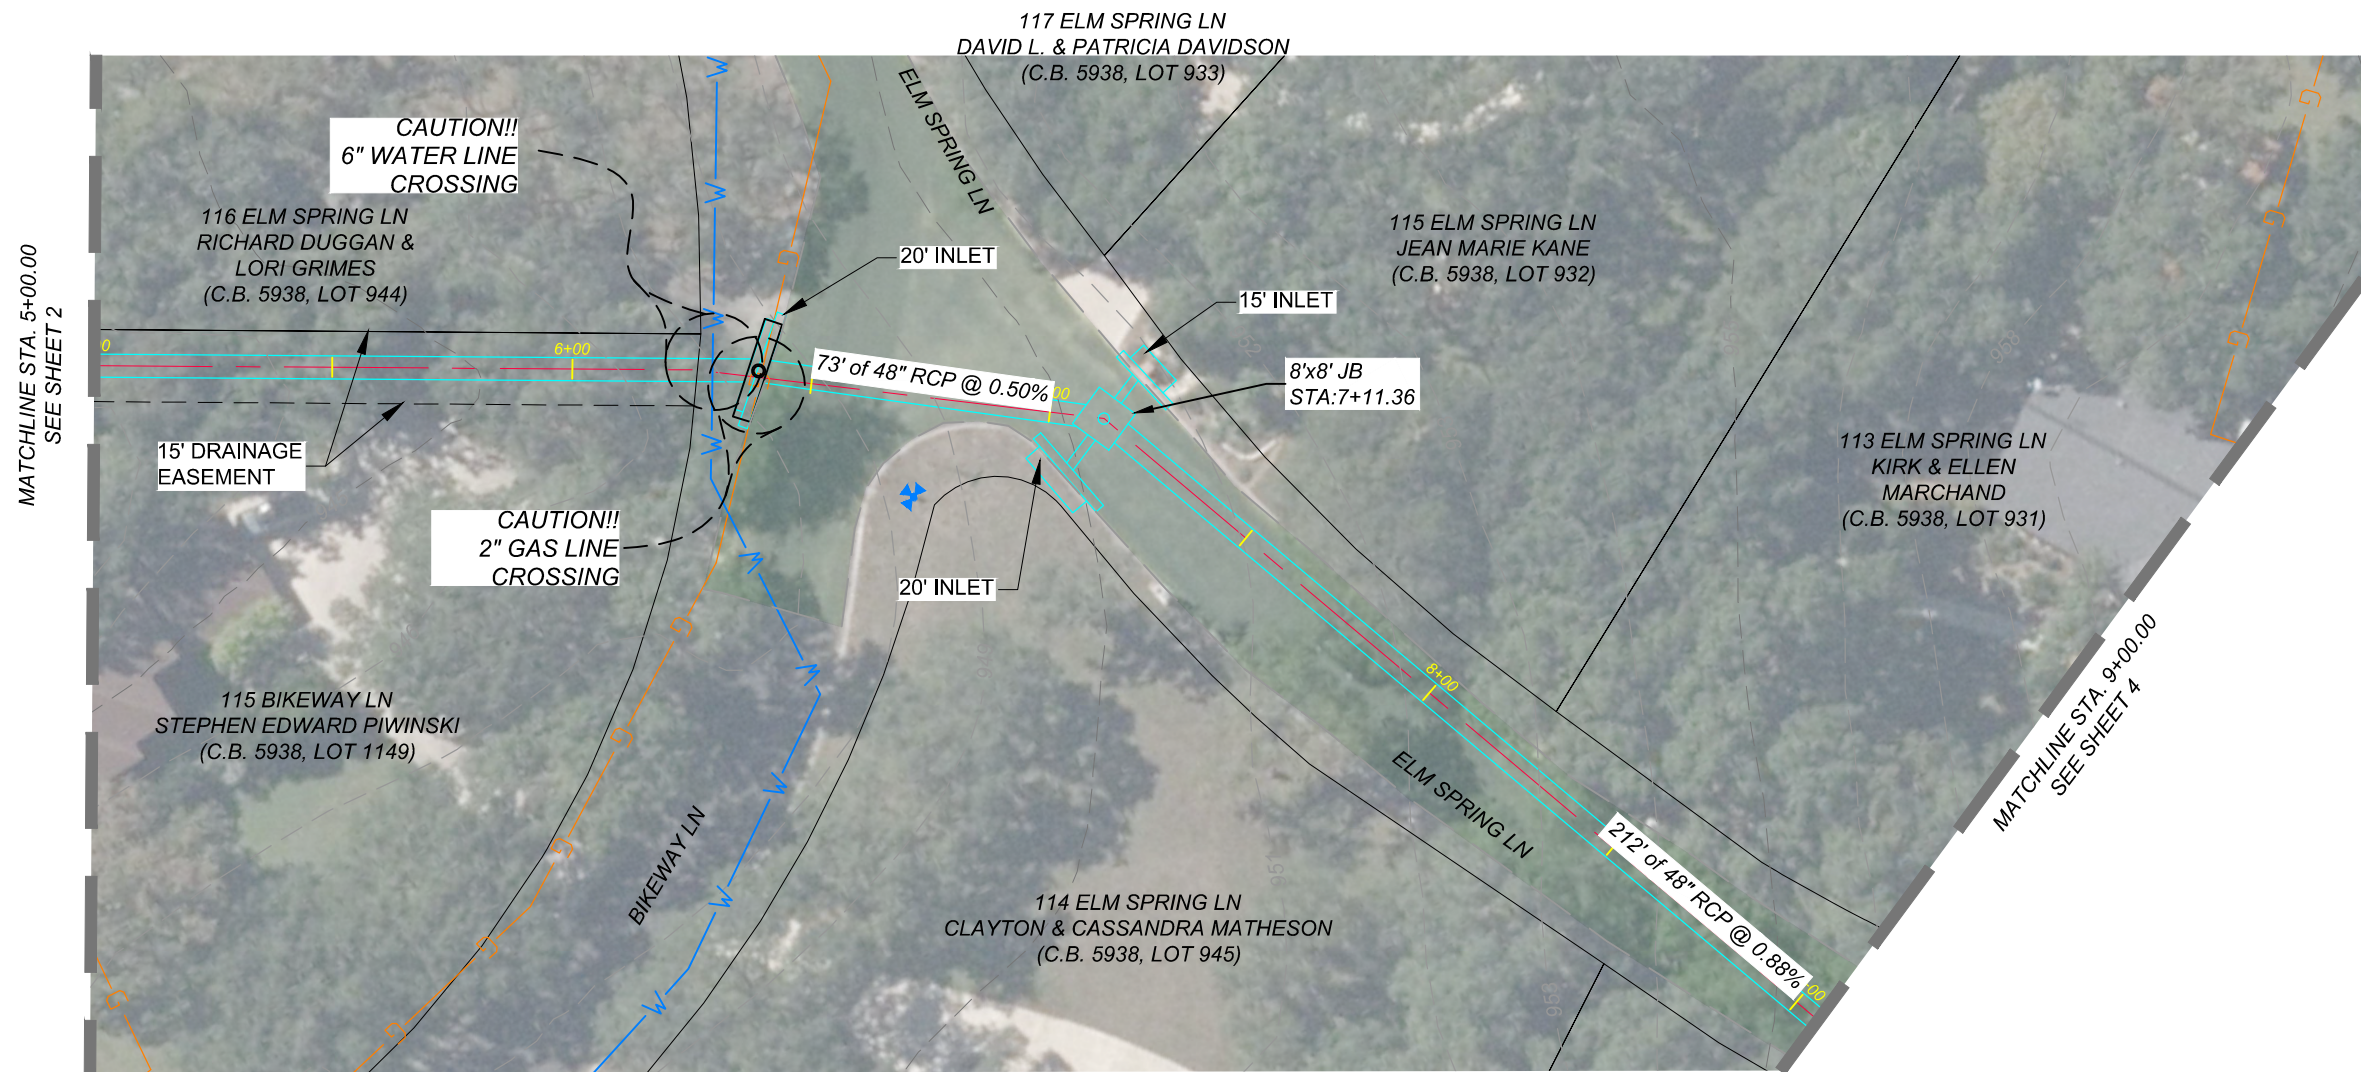 117 ELM SPRING LN
DAVID L. & PATRICIA DAVIDSON
(C.B. 5938, LOT 933)
ELM SPRING LN
CAUTION!!
6" WATER LINE
CROSSING
116 ELM SPRING LN
RICHARD DUGGAN &
LORI GRIMES
(C.B. 5938, LOT 944)
20' INLET
115 ELM SPRING LN
JEAN MARIE KANE
(C.B. 5938, LOT 932)
15' INLET
MATCHLINE STA. 5+00.00
SEE SHEET 2
6+00
73' of 48" RCP @ 0.50%
8'x8' JB
STA:7+11.36
15' DRAINAGE
EASEMENT
113 ELM SPRING LN
KIRK & ELLEN
MARCHAND
(C.B. 5938, LOT 931)
CAUTION!!
2" GAS LINE
CROSSING
20' INLET
8+00
115 BIKEWAY LN
STEPHEN EDWARD PIWINSKI
(C.B. 5938, LOT 1149)
MATCHLINE STA. 9+00.00
SEE SHEET 4
BIKEWAY LN
ELM SPRING LN
212' of 48" RCP @ 0.88%
114 ELM SPRING LN
CLAYTON & CASSANDRA MATHESON
(C.B. 5938, LOT 945)
W
W
W
W
W
W
W
W
W
W
G
G
G
G
G
G
G
G
G
G
958
958
951